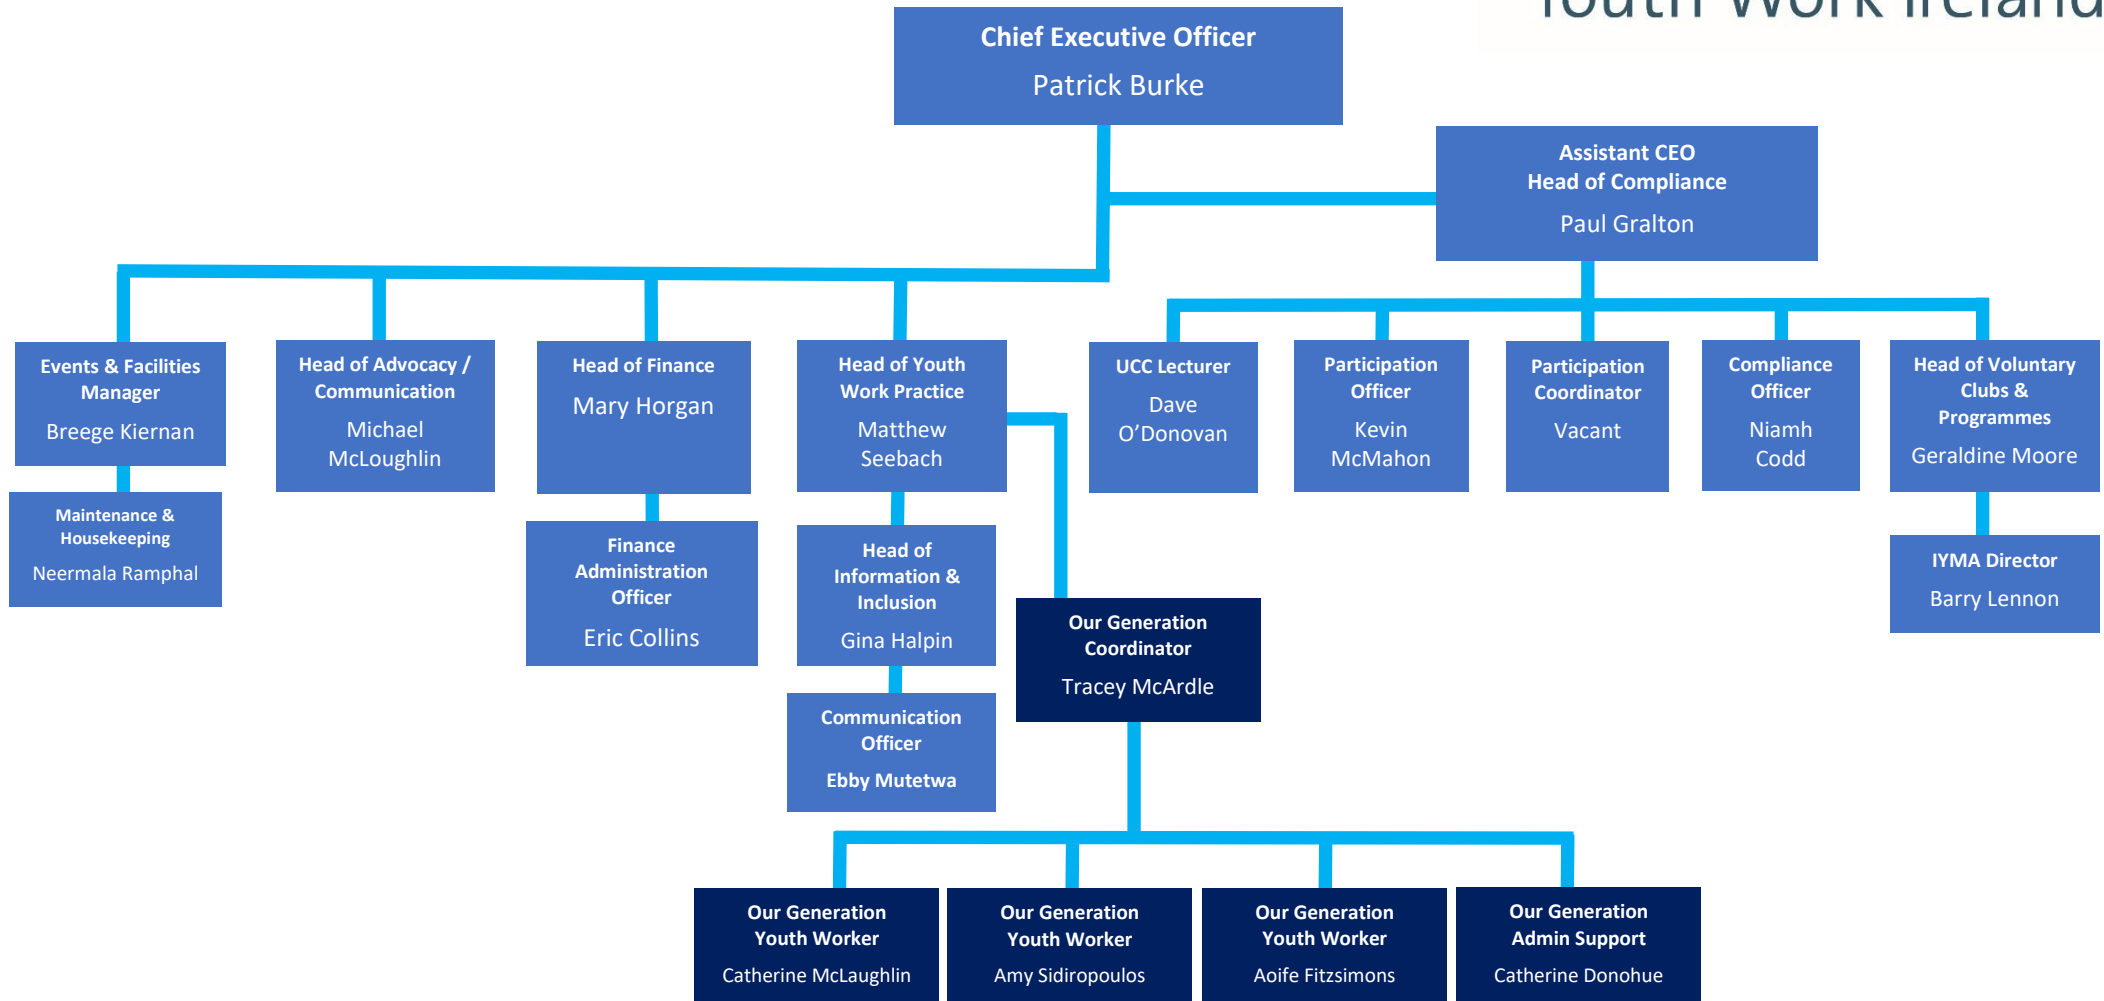 Youth Work Ireland
Chief Executive Officer
Patrick Burke
Assistant CEO
Head of Compliance
Paul Gralton
Events & Facilities
Manager
Breege Kiernan
Head of Advocacy /
Communication
Michael
McLoughlin
Head of Finance
Mary Horgan
Head of Youth
Work Practice
Matthew
Seebach
UCC Lecturer
Dave
O’Donovan
Participation
Officer
Kevin
McMahon
Participation
Coordinator
Vacant
Compliance
Officer
Niamh
Codd
Head of Voluntary
Clubs &
Programmes
Geraldine Moore
Maintenance &
Housekeeping
Neermala Ramphal
Finance
Administration
Officer
Eric Collins
Head of
Information &
Inclusion
Gina Halpin
IYMA Director
Barry Lennon
Our Generation
Coordinator
Tracey McArdle
Communication
Officer
Ebby Mutetwa
Our Generation
Youth Worker
Catherine McLaughlin
Our Generation
Youth Worker
Amy Sidiropoulos
Our Generation
Youth Worker
Aoife Fitzsimons
Our Generation
Admin Support
Catherine Donohue